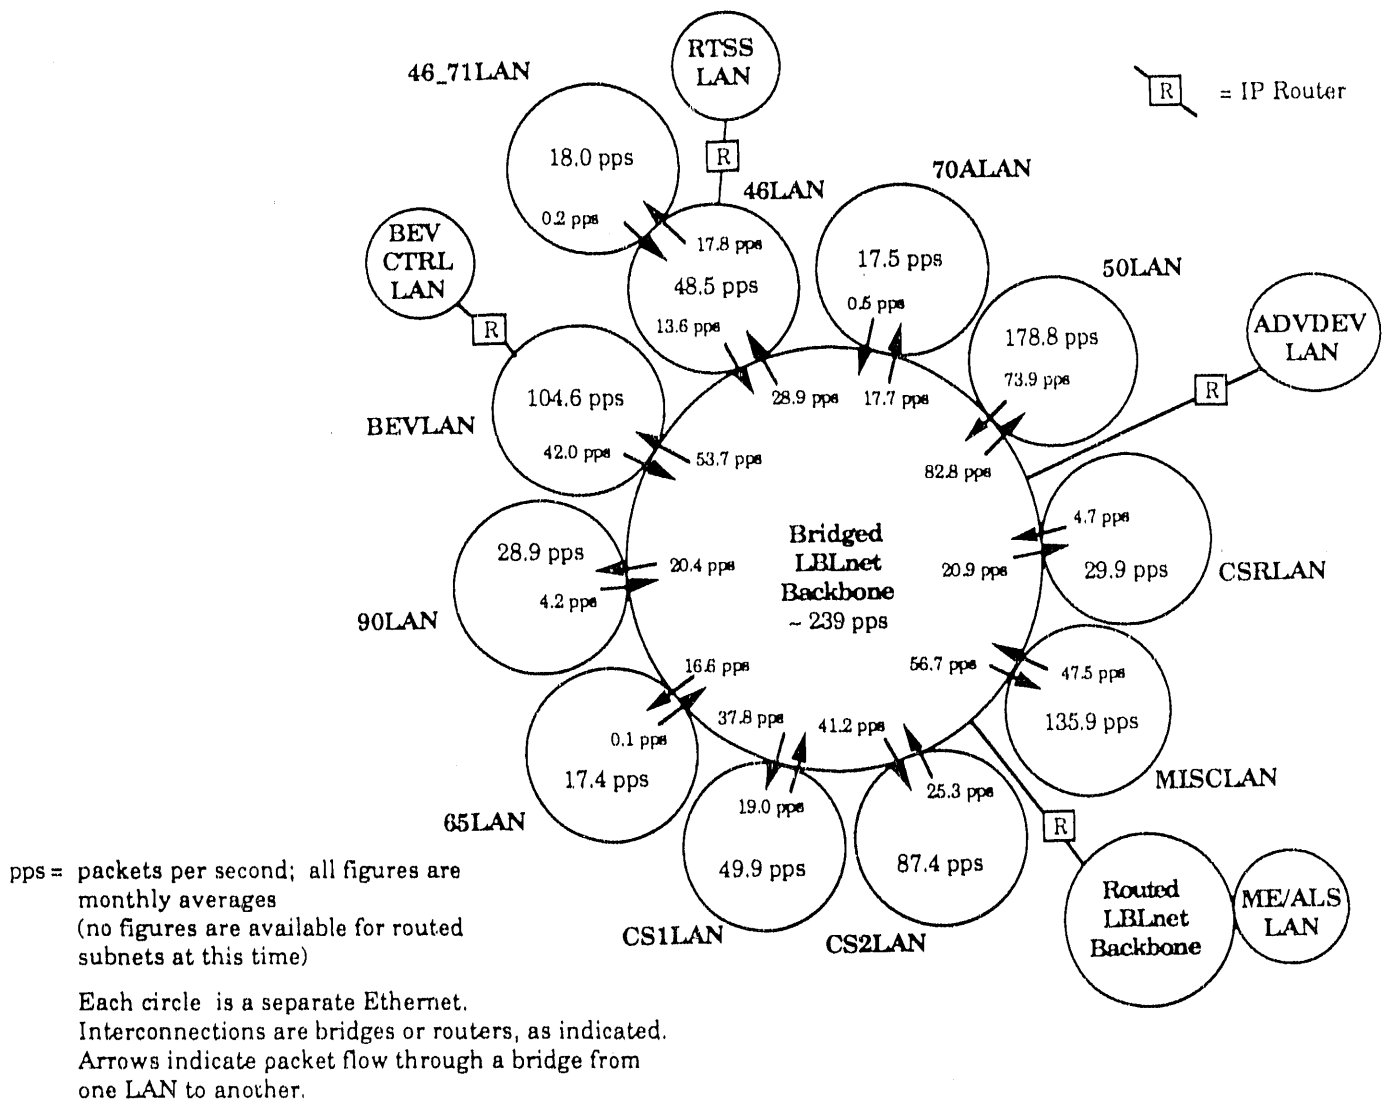 RTSS
LAN
46_71LAN
R
= IP Router
18.0 pps
R
46LAN
70ALAN
0.2 pps
17.8 pps
BEV
CTRL
LAN
17.5 pps
50LAN
48.5 pps
0.5 pps
13.6 pps
R
178.8 pps
ADVDEV
LAN
73.9 pps
R
104.6 pps
28.9 pps
17.7 pps
BEVLAN
42.0 pps
53.7 pps
82.8 pps
4.7 pps
Bridged
LBLnet
Backbone
~ 239 pps
28.9 pps
20.4 pps
20.9 pps
29.9 pps
CSRLAN
4.2 pps
90LAN
16.6 pps
56.7 pps
47.5 pps
37.8 pps
41.2 pps
135.9 pps
0.1 pps
17.4 pps
MISCLAN
65LAN
19.0 pps
25.3 pps
R
49.9 pps
87.4 pps
Routed
LBLnet
Backbone
ME/ALS
LAN
CS1LAN
CS2LAN
pps = packets per second; all figures are
monthly averages
(no figures are available for routed
subnets at this time)
Each circle is a separate Ethernet.
Interconnections are bridges or routers, as indicated.
Arrows indicate packet flow through a bridge from
one LAN to another.